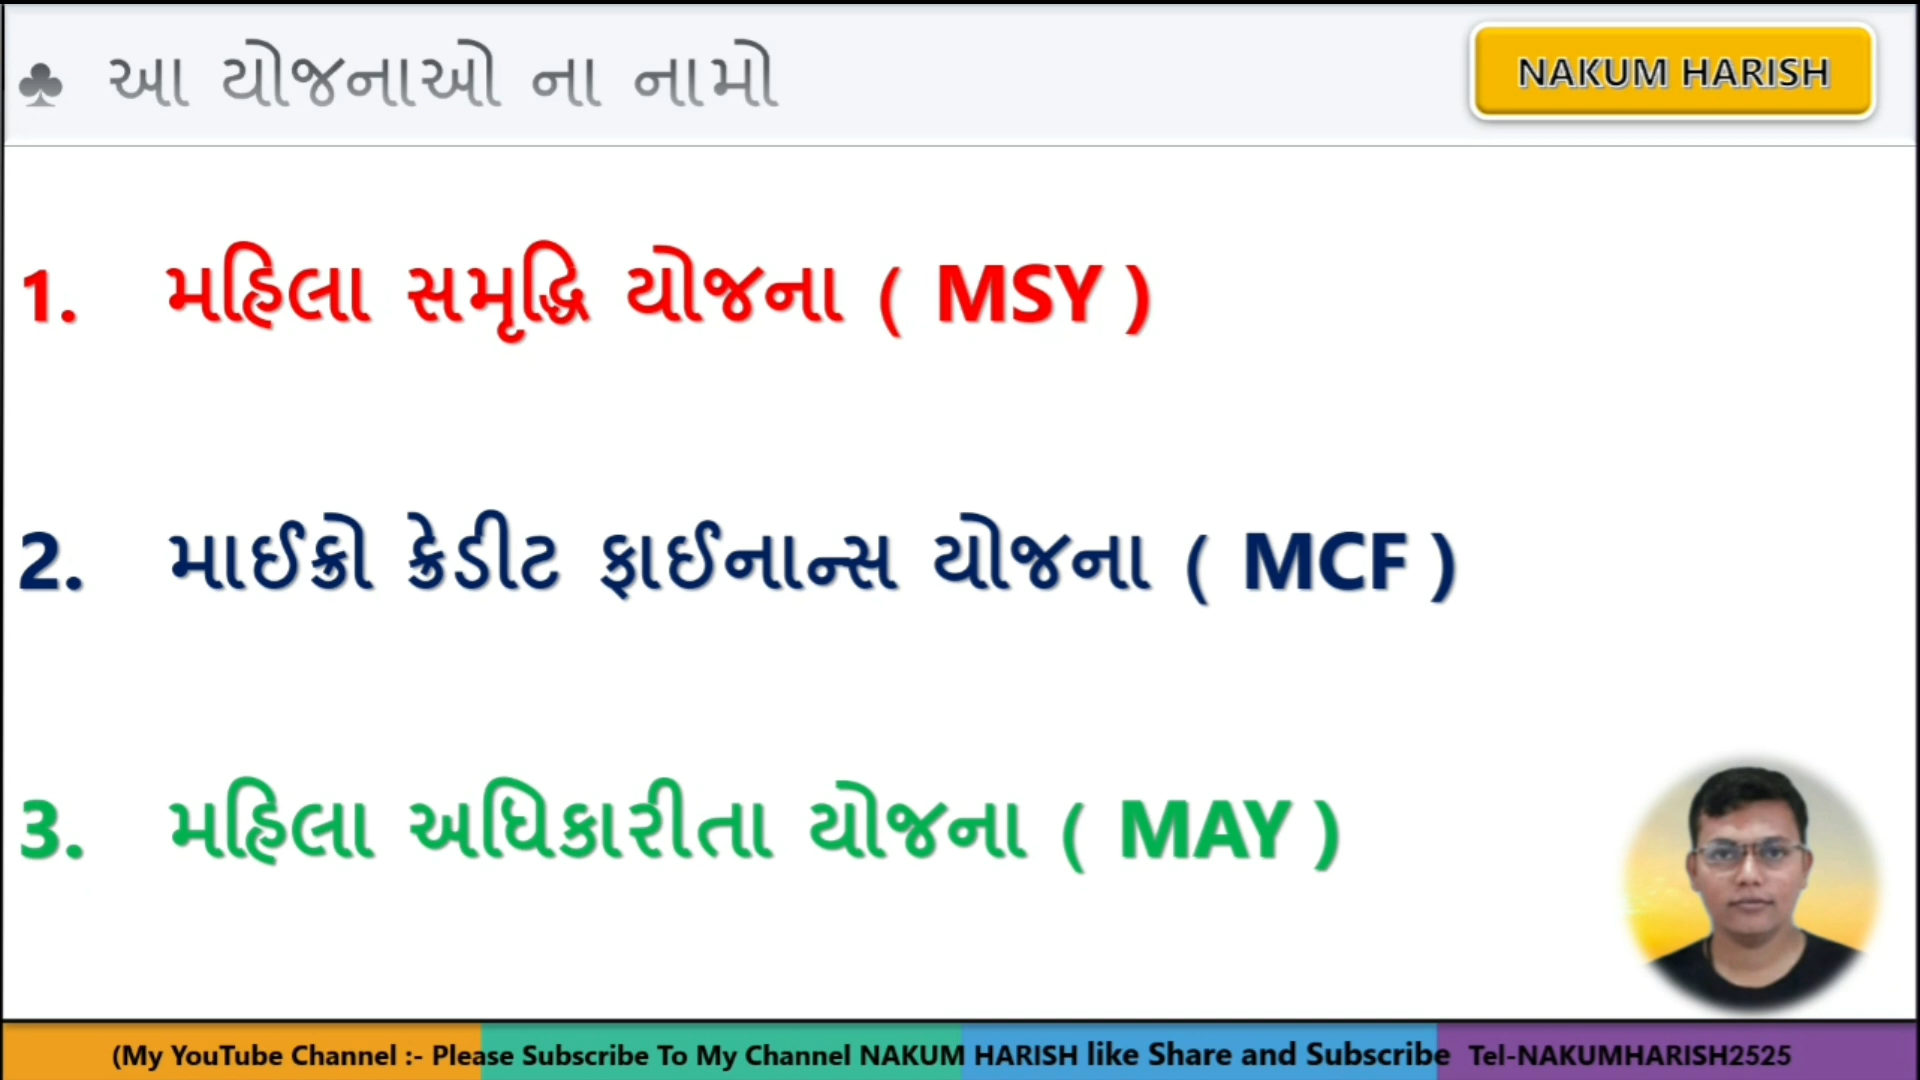 ♣ આ યોજનાઓ ના નામો
NAKUM HARISH
1. મહિલા સમૃદ્ધિ યોજના ( MSY )
2. માઈક્રો ક્રેડીટ ફાઈનાન્સ યોજના ( MCF )
3. મહિલા અધિકારીતા યોજના ( MAY )
(My YouTube Channel :- Please Subscribe To My Channel NAKUM HARISH like Share and Subscribe Tel-NAKUMHARISH2525